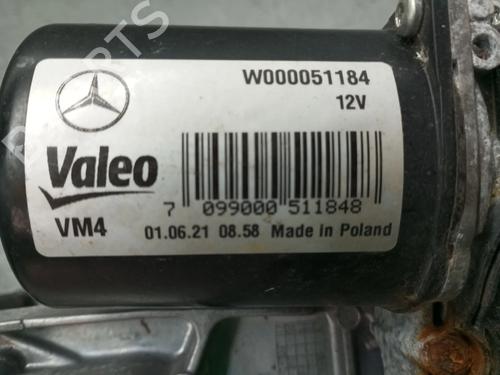 W000051184
12V
Valeo
7 099000 511848
VM4
01.06.21 08.58 Made in Poland